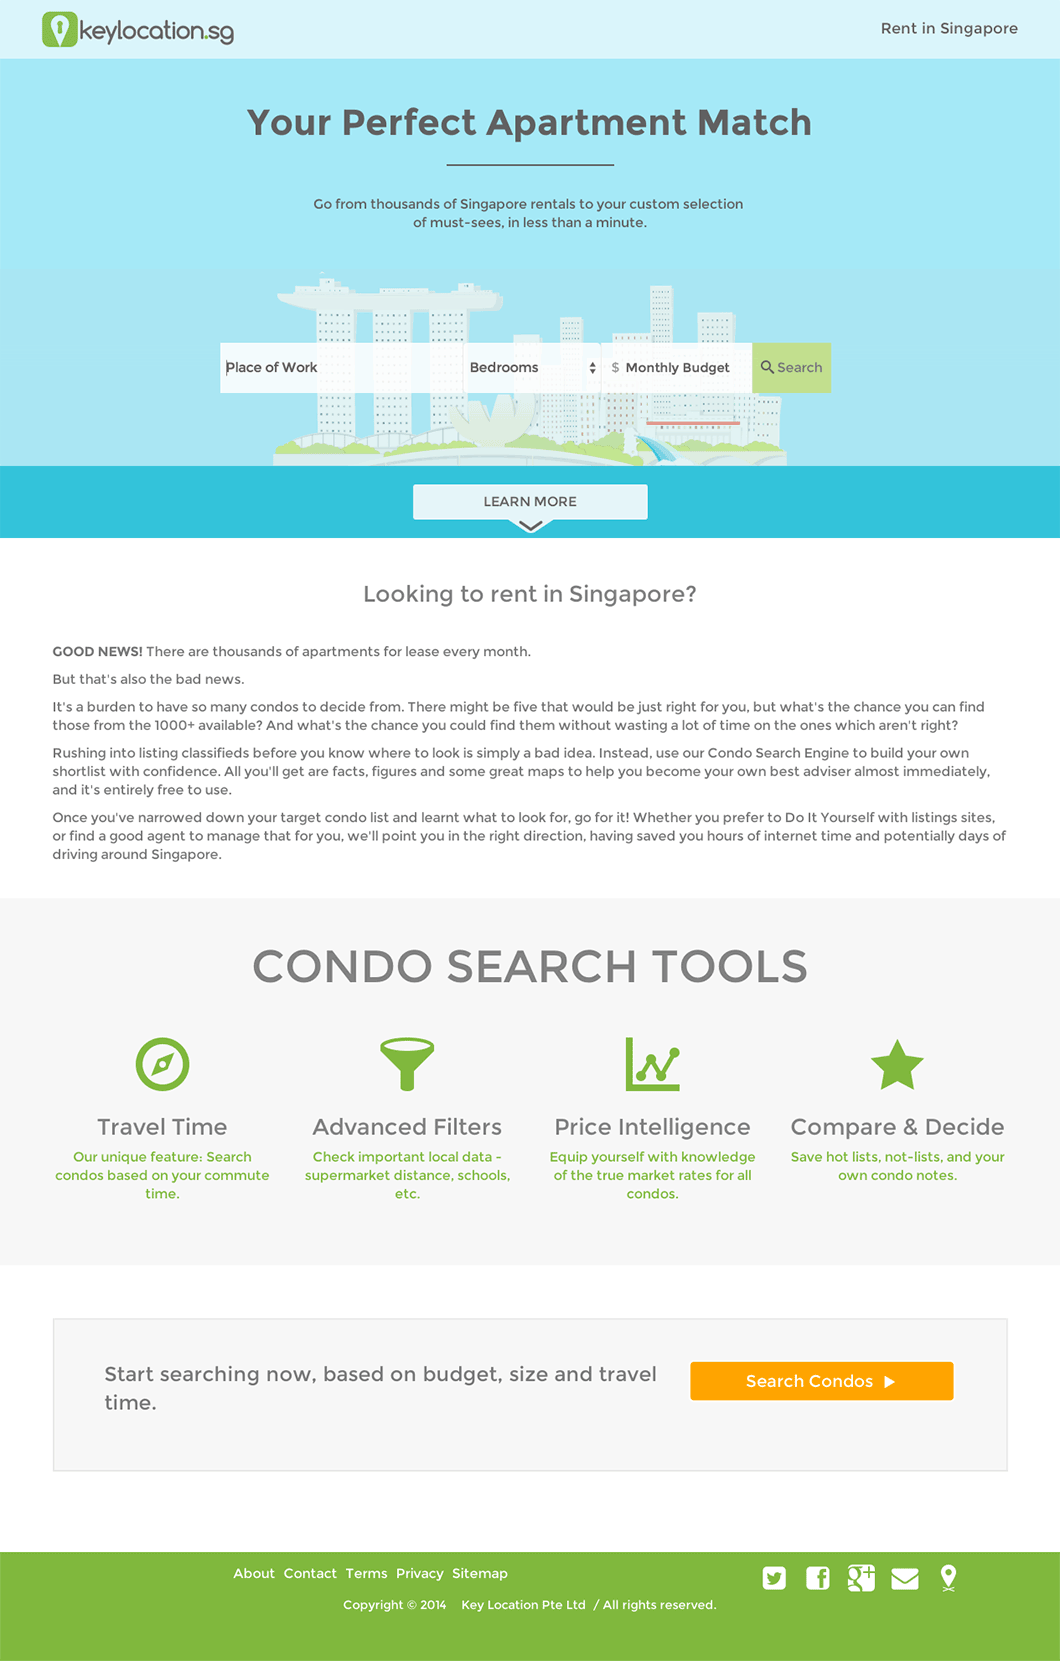 keylocation.sg
Rent in Singapore
Your Perfect Apartment Match
Go from thousands of Singapore rentals to your custom selection
of must-sees, in less than a minute.
Place of Work
Bedrooms
$ Monthly Budget
Search
LEARN MORE
Looking to rent in Singapore?
GOOD NEWS! There are thousands of apartments for lease every month.
But that's also the bad news.
It's a burden to have so many condos to decide from. There might be five that would be just right for you, but what's the chance you can find
those from the 1000+ available? And what's the chance you could find them without wasting a lot of time on the ones which aren't right?
Rushing into listing classifieds before you know where to look is simply a bad idea. Instead, use our Condo Search Engine to build your own
shortlist with confidence. All you'll get are facts, figures and some great maps to help you become your own best adviser almost immediately,
and it's entirely free to use.
Once you've narrowed down your target condo list and learnt what to look for, go for it! Whether you prefer to Do It Yourself with listings sites,
or find a good agent to manage that for you, we'll point you in the right direction, having saved you hours of internet time and potentially days of
driving around Singapore.
CONDO SEARCH TOOLS
Travel Time
Our unique feature: Search
condos based on your commute
time.
Advanced Filters
Check important local data -
supermarket distance, schools,
etc.
Price Intelligence
Equip yourself with knowledge
of the true market rates for all
condos.
Compare & Decide
Save hot lists, not-lists, and your
own condo notes.
Start searching now, based on budget, size and travel
time.
Search Condos
About Contact Terms Privacy Sitemap
Copyright © 2014 Key Location Pte Ltd / All rights reserved.